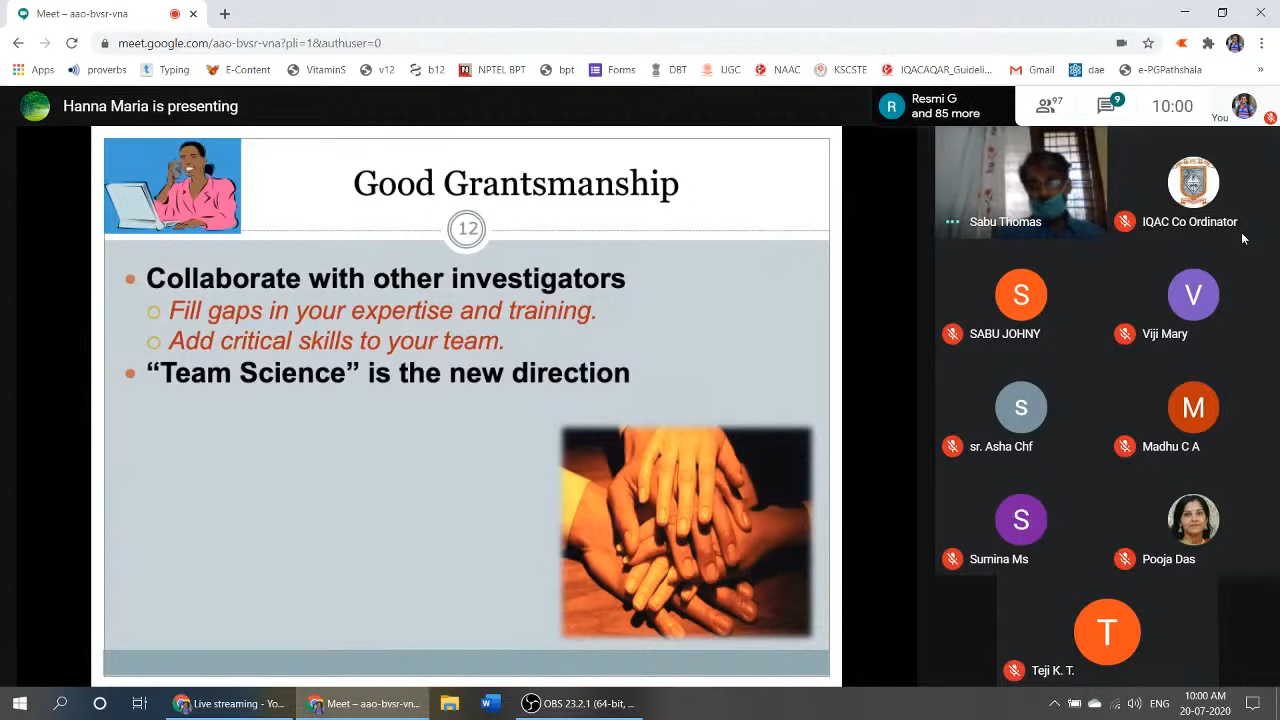 Meet – aao-bvsr-vna
meet.google.com/aao-bvsr-vna?pli=1&authuser=0
Apps proverbs Typing E-Content VitaminS v12 b12 NPTEL BPT bpt Forms DBT UGC NAAC KSCSTE IQACAQAR_Guideli... Gmail dae e-PGPathshala »
Hanna Maria is presenting
R Resmi G
and 85 more
97
9
10:00
You
Good Grantsmanship
12
• Collaborate with other investigators
Fill gaps in your expertise and training.
Add critical skills to your team.
• “Team Science” is the new direction
Sabu Thomas
IQAC Co Ordinator
S
SABU JOHNY
V
Viji Mary
s
sr. Asha Chf
M
Madhu C A
S
Sumina Ms
Pooja Das
T
Teji K. T.
Live streaming - Yo...
Meet – aao-bvsr-vn...
OBS 23.2.1 (64-bit, ...
ENG
10:00 AM
20-07-2020